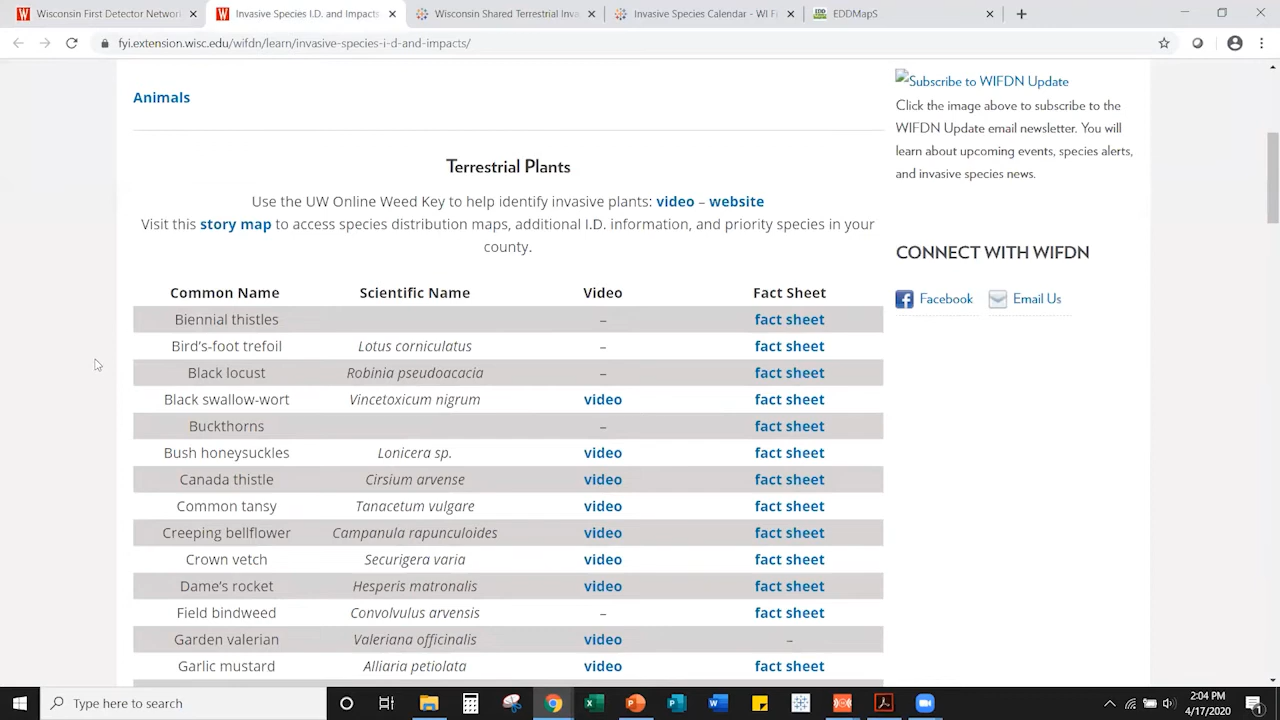 Wisconsin First Detector Network
Invasive Species I.D. and Impacts
Wisconsin Shared Terrestrial Inva
Invasive Species Calendar - WI Fi
EDDMapS
fyi.extension.wisc.edu/wifdn/learn/invasive-species-i-d-and-impacts/
Animals
Terrestrial Plants
Use the UW Online Weed Key to help identify invasive plants: video – website
Visit this story map to access species distribution maps, additional I.D. information, and priority species in your
county.
Common Name Scientific Name Video Fact Sheet
Biennial thistles – fact sheet
Bird's-foot trefoil Lotus corniculatus – fact sheet
Black locust Robinia pseudoacacia – fact sheet
Black swallow-wort Vincetoxicum nigrum video fact sheet
Buckthorns – fact sheet
Bush honeysuckles Lonicera sp. video fact sheet
Canada thistle Cirsium arvense video fact sheet
Common tansy Tanacetum vulgare video fact sheet
Creeping bellflower Campanula rapunculoides video fact sheet
Crown vetch Securigera varia video fact sheet
Dame's rocket Hesperis matronalis video fact sheet
Field bindweed Convolvulus arvensis – fact sheet
Garden valerian Valeriana officinalis video –
Garlic mustard Alliaria petiolata video fact sheet
Subscribe to WIFDN Update
Click the image above to subscribe to the
WIFDN Update email newsletter. You will
learn about upcoming events, species alerts,
and invasive species news.
CONNECT WITH WIFDN
Facebook Email Us
Type here to search
2:04 PM
4/17/2020